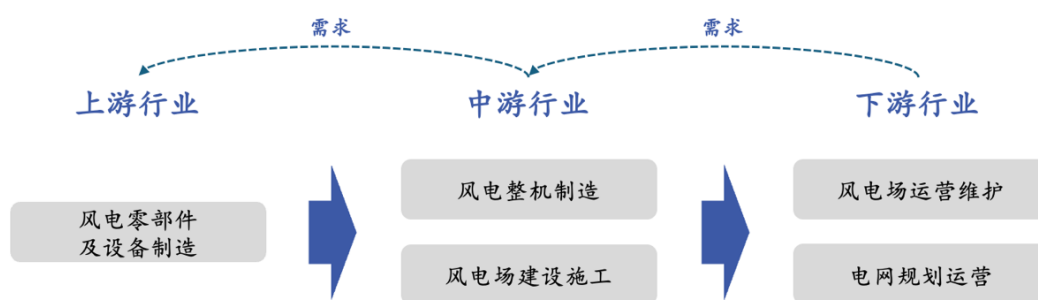 需求
需求
上游行业
中游行业
下游行业
风电零部件
及设备制造
风电整机制造
风电场建设施工
风电场运营维护
电网规划运营